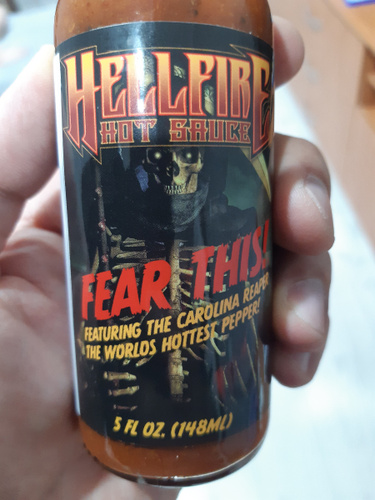 HELLFIRE
HOT SAUCE
FEAR THIS!
FEATURING THE CAROLINA REAPER
THE WORLDS HOTTEST PEPPER!
5 FL OZ. (148ML)